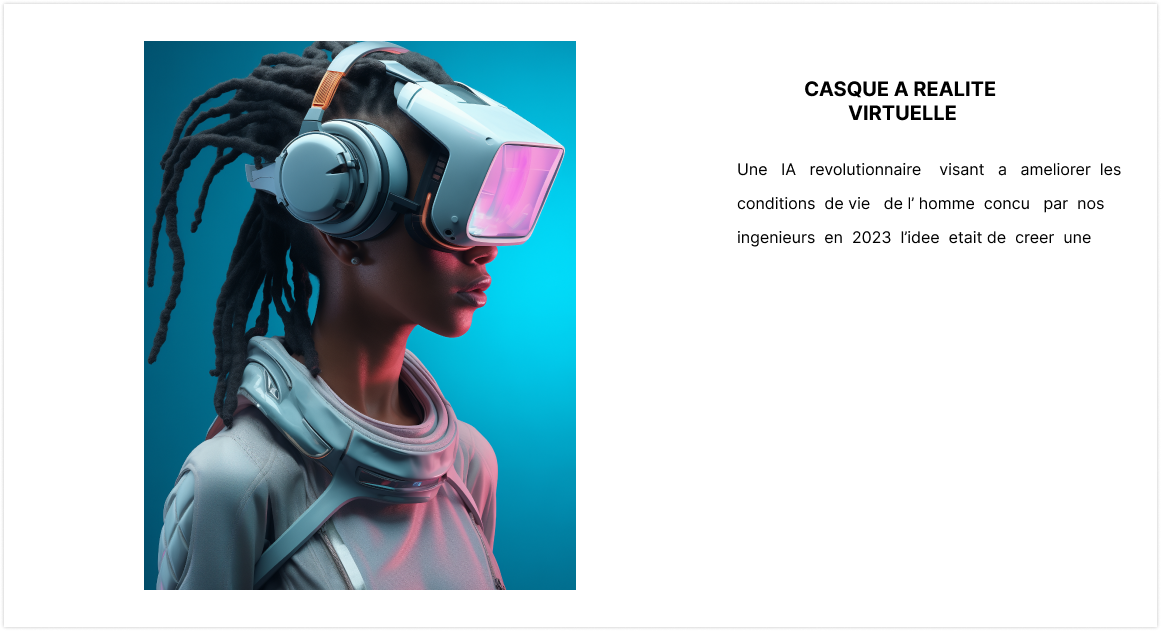 CASQUE A REALITE
VIRTUELLE
Une IA revolutionnaire visant a ameliorer les
conditions de vie de l’ homme concu par nos
ingenieurs en 2023 l’idee etait de creer une